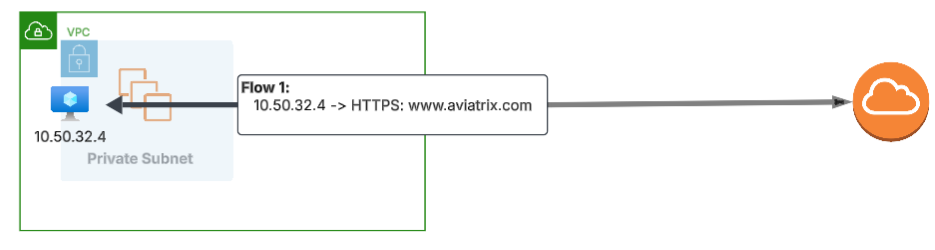 VPC
Flow 1:
10.50.32.4 -> HTTPS: www.aviatrix.com
10.50.32.4
Private Subnet